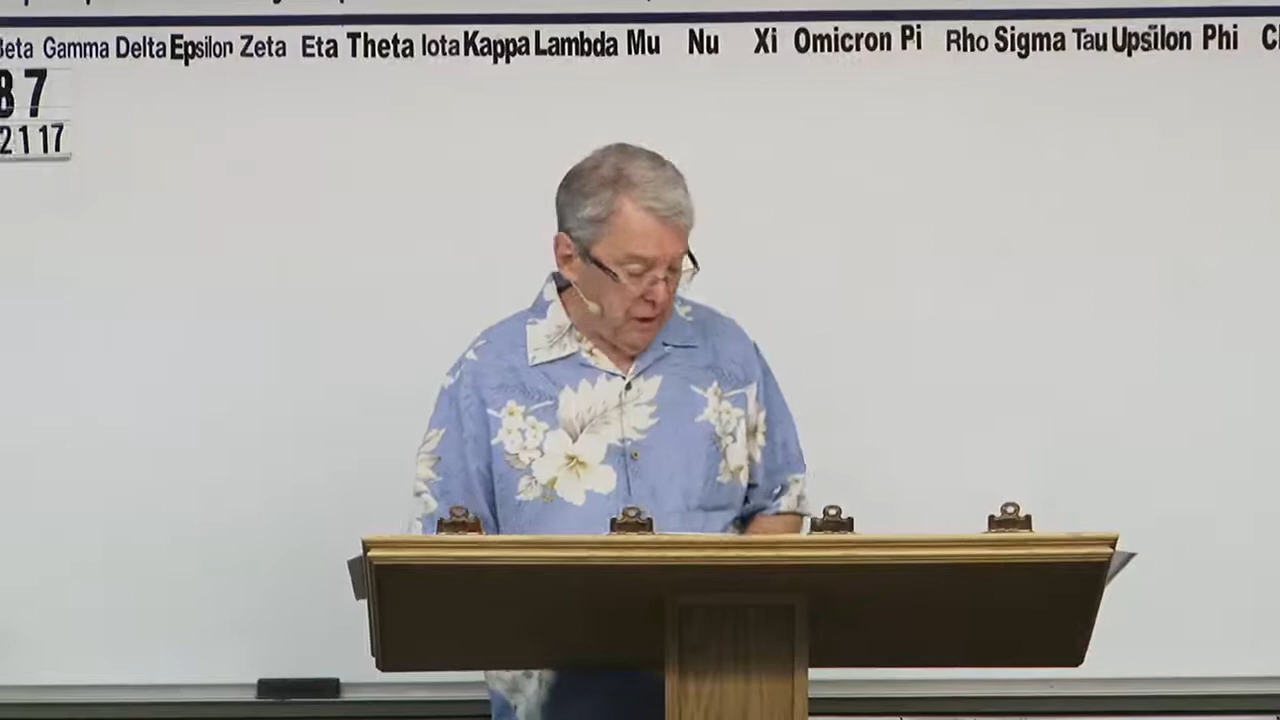 Gamma Delta Epsilon Zeta Eta Theta Iota Kappa Lambda Mu Nu Xi Omicron Pi Rho Sigma Tau Upsilon Phi
87
2117